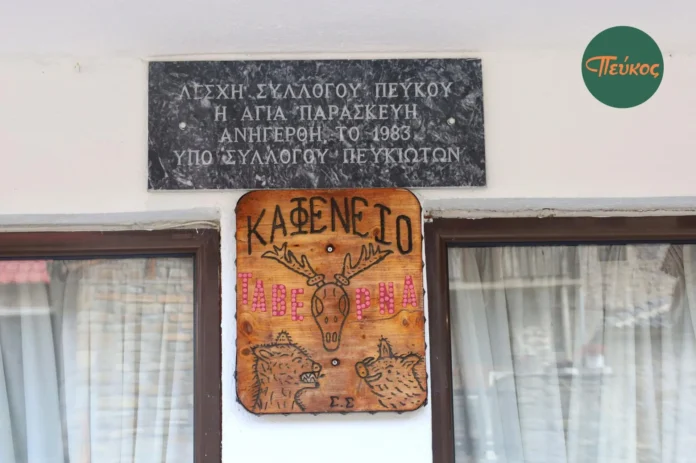 ΛΕΣΧΗ ΣΥΛΛΟΓΟΥ ΠΕΥΚΟΥ
Η ΑΓΙΑ ΠΑΡΑΣΚΕΥΗ
ΑΝΗΓΕΡΘΗ ΤΟ 1983
ΥΠΟ ΣΥΛΛΟΓΟΥ ΠΕΥΚΙΩΤΩΝ
ΚΑΦΕΝΕΙΟ
ΤΑΒΕΡΝΑ
Σ.Σ
Πεύκος